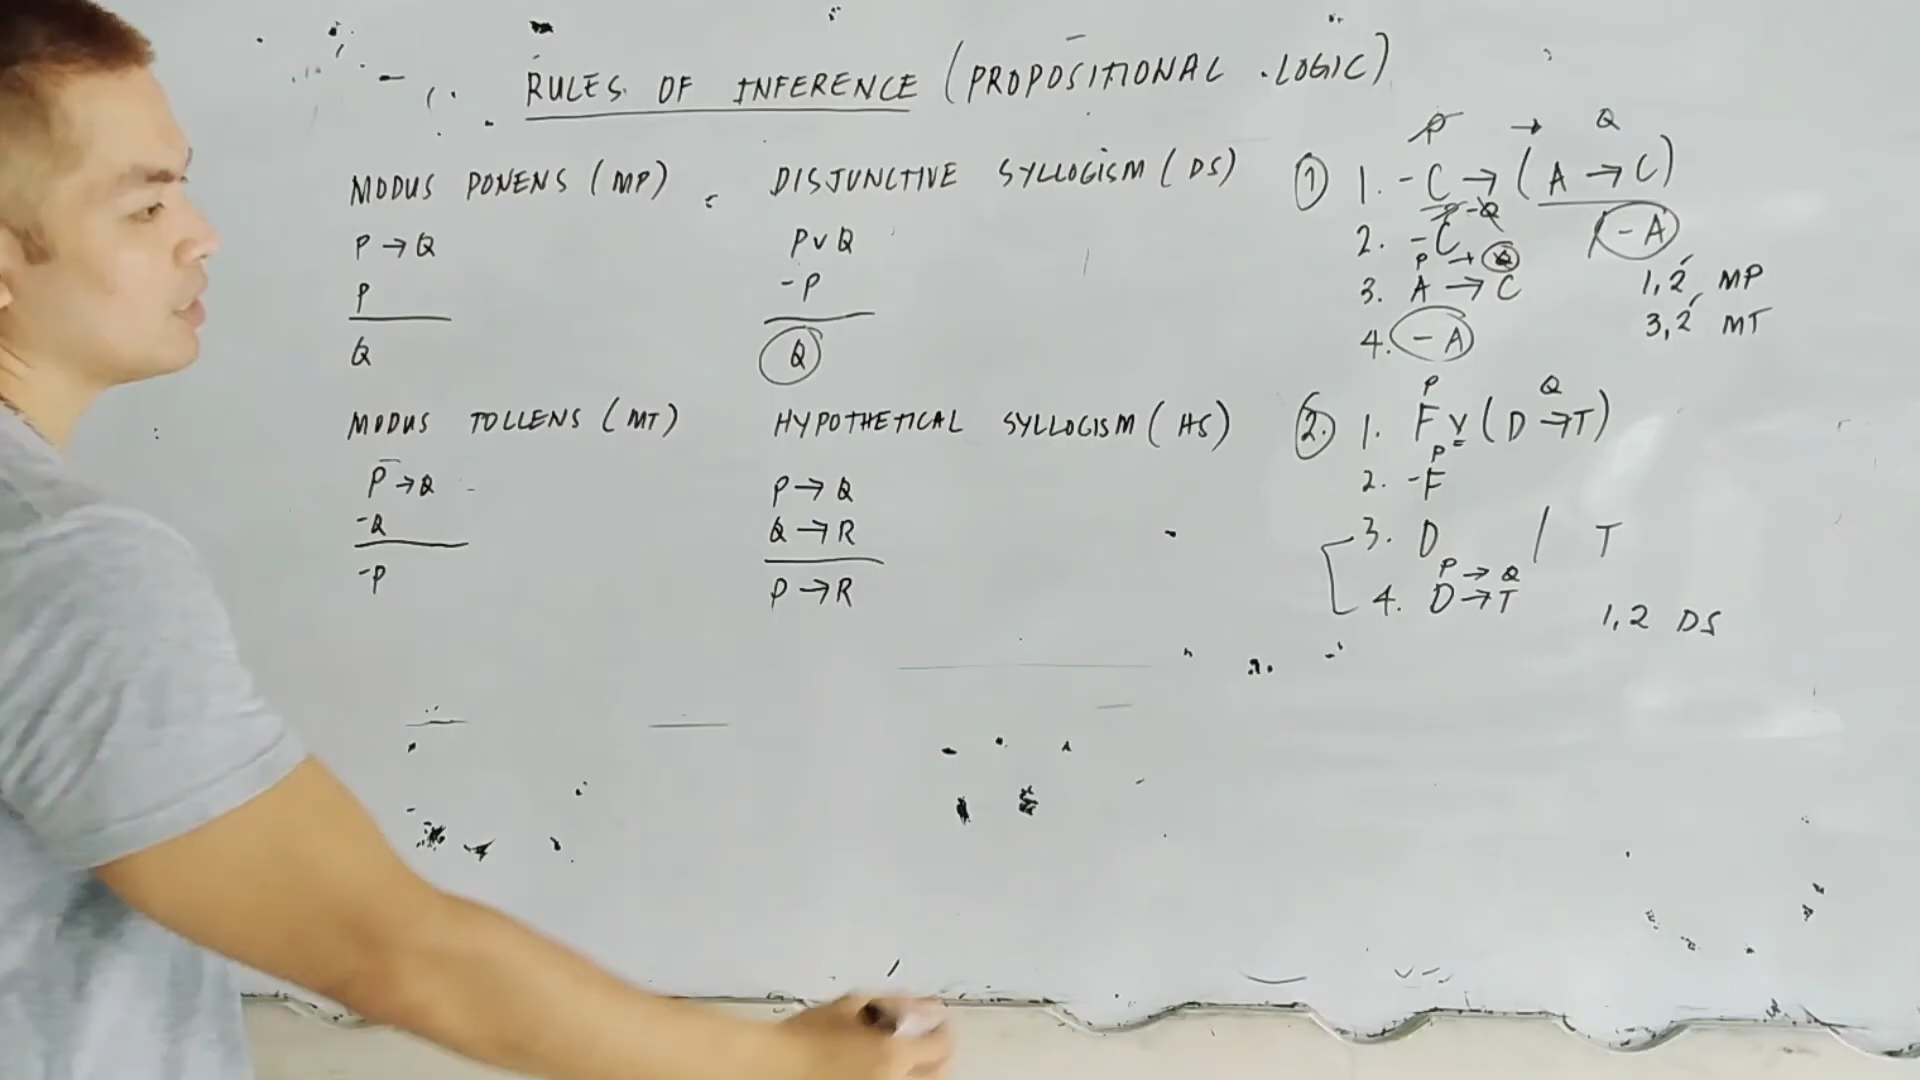 RULES OF INFERENCE (PROPOSITIONAL LOGIC)
MODUS PONENS (MP)
P → Q
P
Q
DISJUNCTIVE SYLLOGISM (DS)
P v Q
-P
Q
MODUS TOLLENS (MT)
P → Q
-Q
-P
HYPOTHETICAL SYLLOGISM (HS)
P → Q
Q → R
P → R
P → Q
① 1. -C → (A → C)
-Q
2. -C / -A
P → Q
3. A → C 1,2 MP
4. -A 3,2 MT
P Q
②. 1. F v (D → T)
P
2. -F
3. D / T
P → Q
4. D → T 1,2 DS